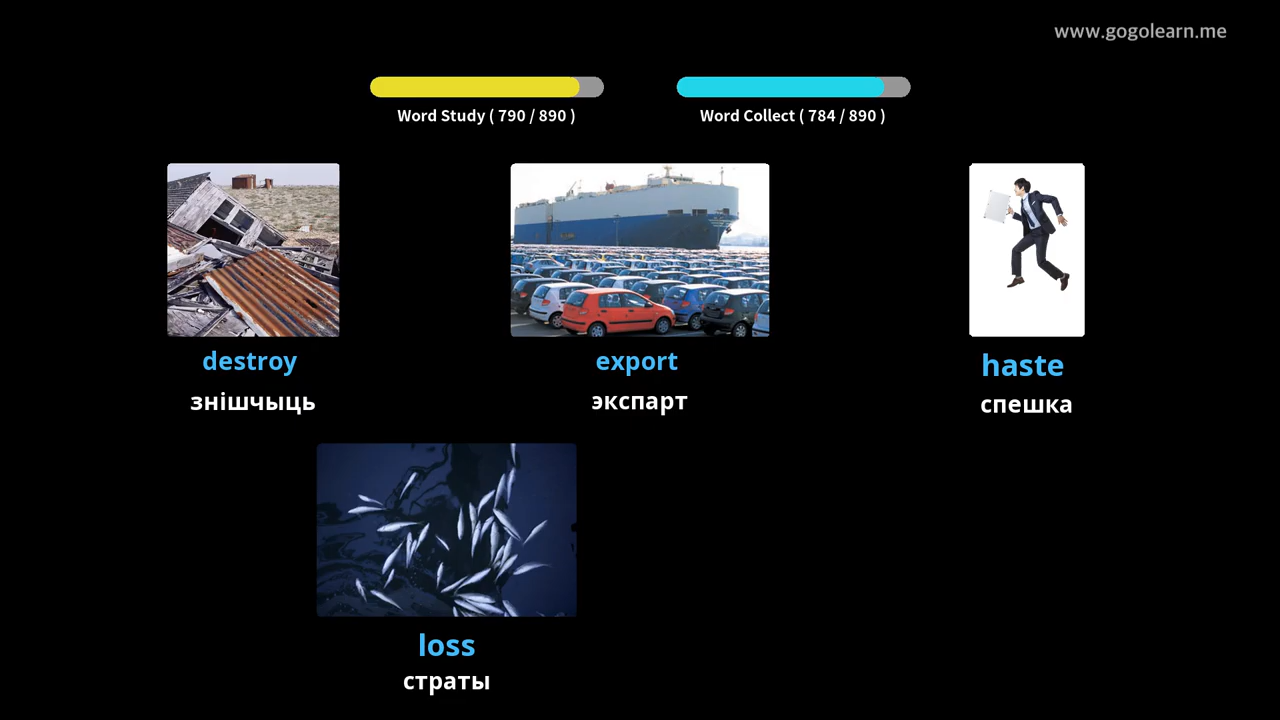 www.gogolearn.me
Word Study ( 790 / 890 )
Word Collect ( 784 / 890 )
destroy
знішчыць
export
экспарт
haste
спешка
loss
страты